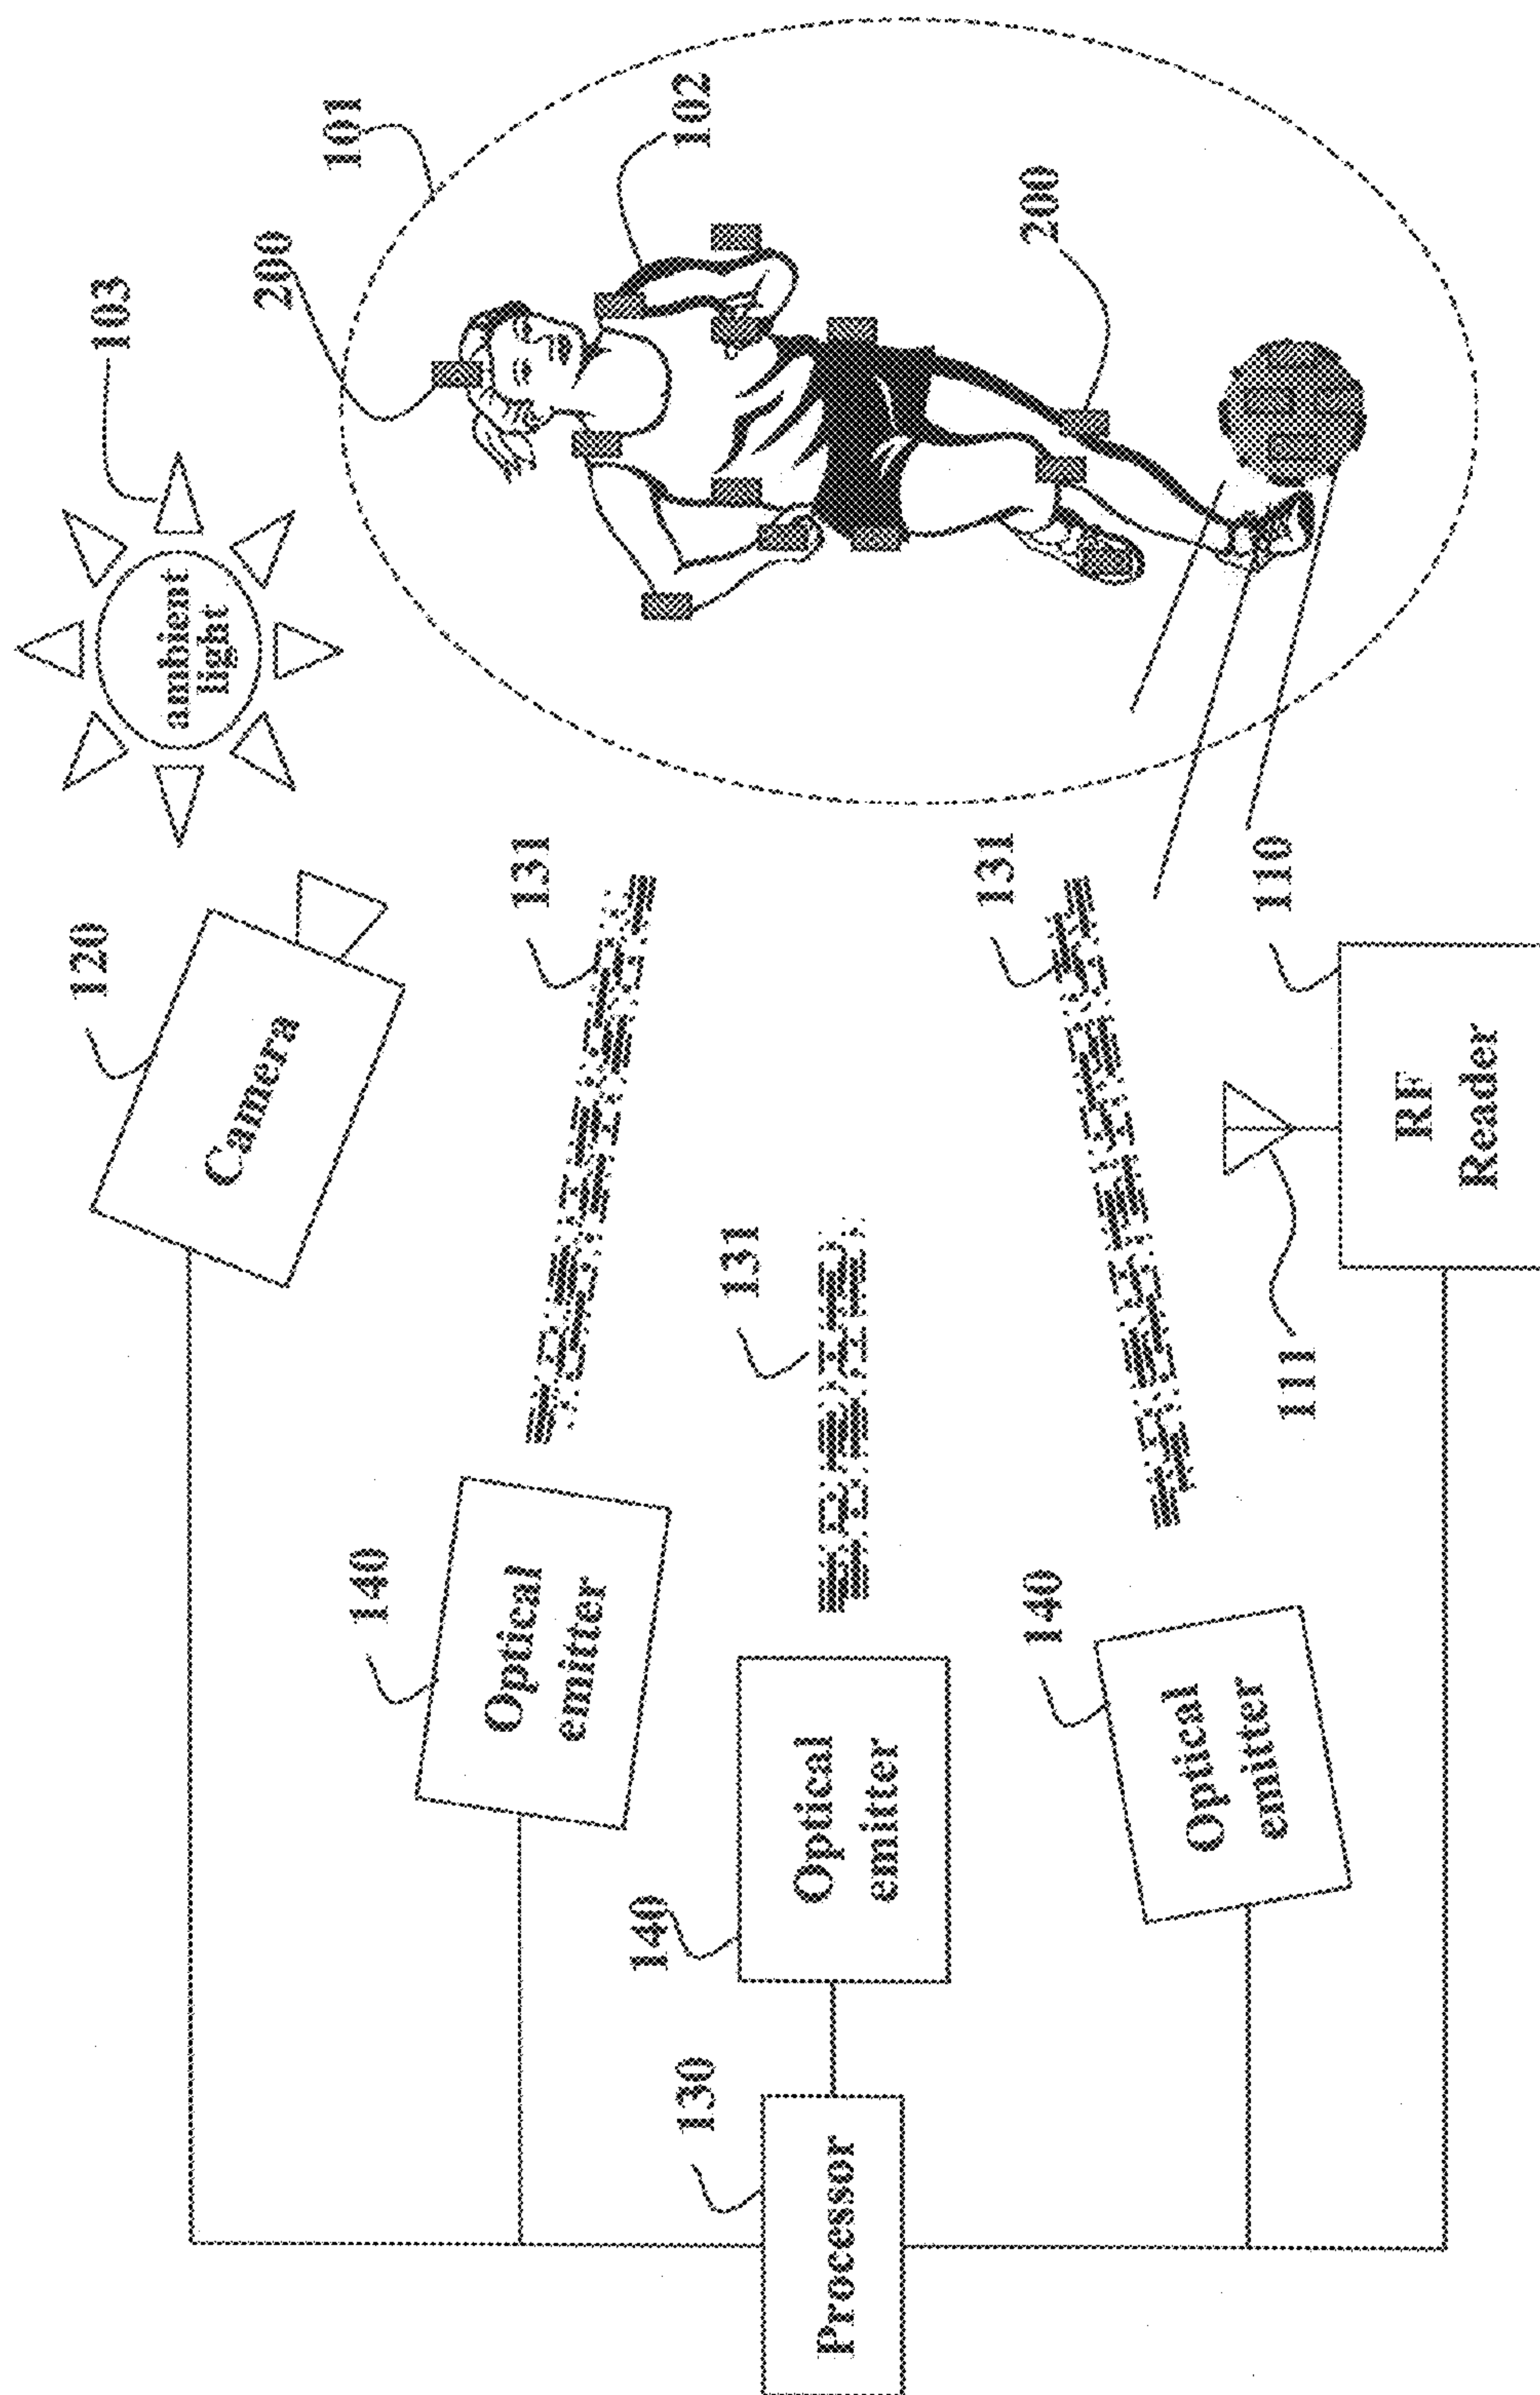 103
ambient
light
101
200
102
200
120
Camera
131
131
131
140
Optical
emitter
140
Optical
emitter
140
Optical
emitter
130
Processor
110
RF
Reader
111